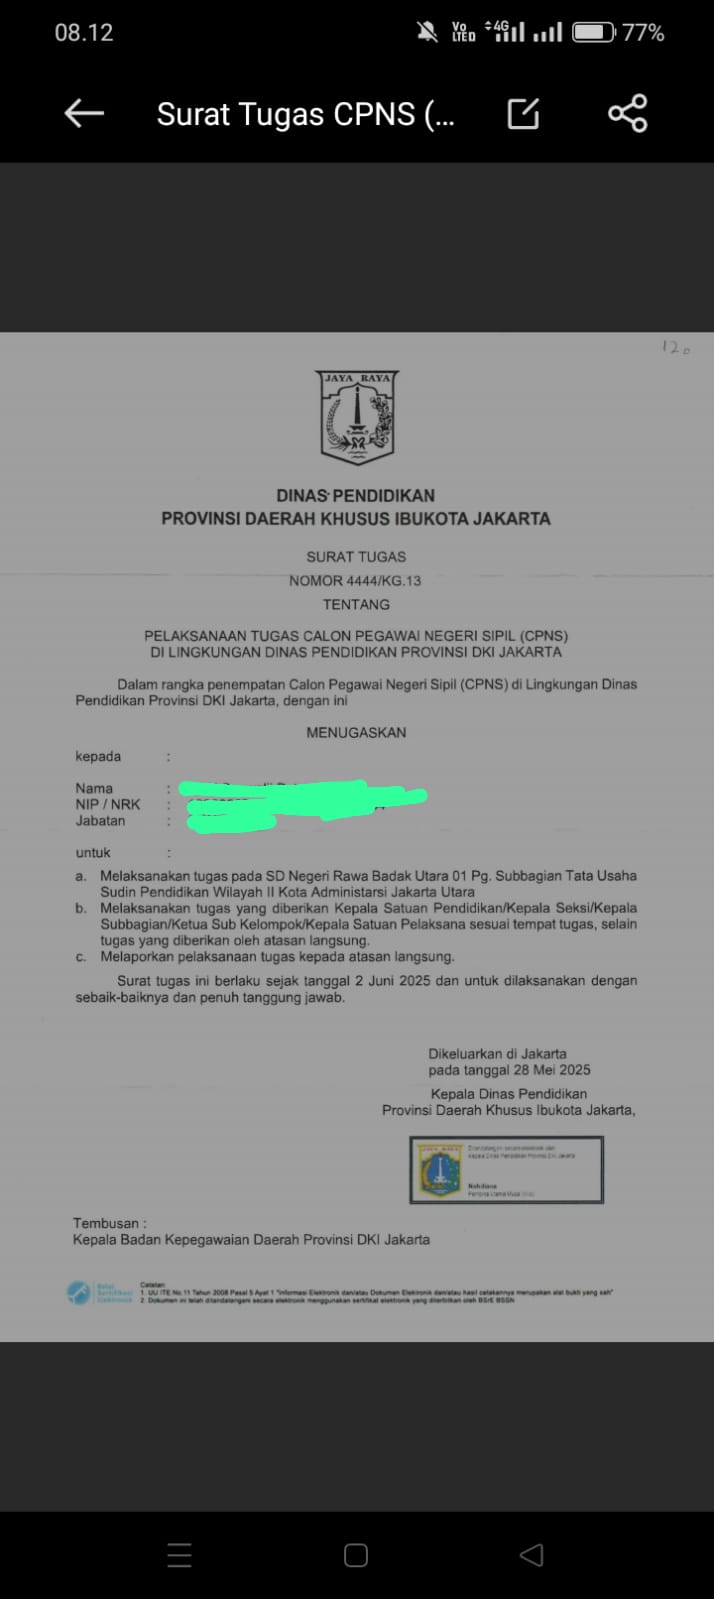 08.12
Vo
LTED
4G
77%
Surat Tugas CPNS (...
12
JAYA RAYA
DINAS PENDIDIKAN
PROVINSI DAERAH KHUSUS IBUKOTA JAKARTA
SURAT TUGAS
NOMOR 4444/KG.13
TENTANG
PELAKSANAAN TUGAS CALON PEGAWAI NEGERI SIPIL (CPNS)
DI LINGKUNGAN DINAS PENDIDIKAN PROVINSI DKI JAKARTA
Dalam rangka penempatan Calon Pegawai Negeri Sipil (CPNS) di Lingkungan Dinas
Pendidikan Provinsi DKI Jakarta, dengan ini
MENUGASKAN
kepada :
Nama :
NIP / NRK :
Jabatan :
untuk :
a. Melaksanakan tugas pada SD Negeri Rawa Badak Utara 01 Pg. Subbagian Tata Usaha
Sudin Pendidikan Wilayah II Kota Administarsi Jakarta Utara
b. Melaksanakan tugas yang diberikan Kepala Satuan Pendidikan/Kepala Seksi/Kepala
Subbagian/Ketua Sub Kelompok/Kepala Satuan Pelaksana sesuai tempat tugas, selain
tugas yang diberikan oleh atasan langsung.
c. Melaporkan pelaksanaan tugas kepada atasan langsung.
Surat tugas ini berlaku sejak tanggal 2 Juni 2025 dan untuk dilaksanakan dengan
sebaik-baiknya dan penuh tanggung jawab.
Dikeluarkan di Jakarta
pada tanggal 28 Mei 2025
Kepala Dinas Pendidikan
Provinsi Daerah Khusus Ibukota Jakarta,
Ditandatangani secara elektronik oleh
Kepala Dinas Pendidikan Provinsi DKI Jakarta
Nahdiana
Pembina Utama Muda
Tembusan :
Kepala Badan Kepegawaian Daerah Provinsi DKI Jakarta
Balai
Sertifikasi
Elektronik
Catatan:
1. UU ITE No. 11 Tahun 2008 Pasal 5 Ayat 1 "Informasi Elektronik dan/atau Dokumen Elektronik dan/atau hasil cetakannya merupakan alat bukti yang sah"
2. Dokumen ini telah ditandatangani secara elektronik menggunakan sertifikat elektronik yang diterbitkan oleh BSrE BSSN